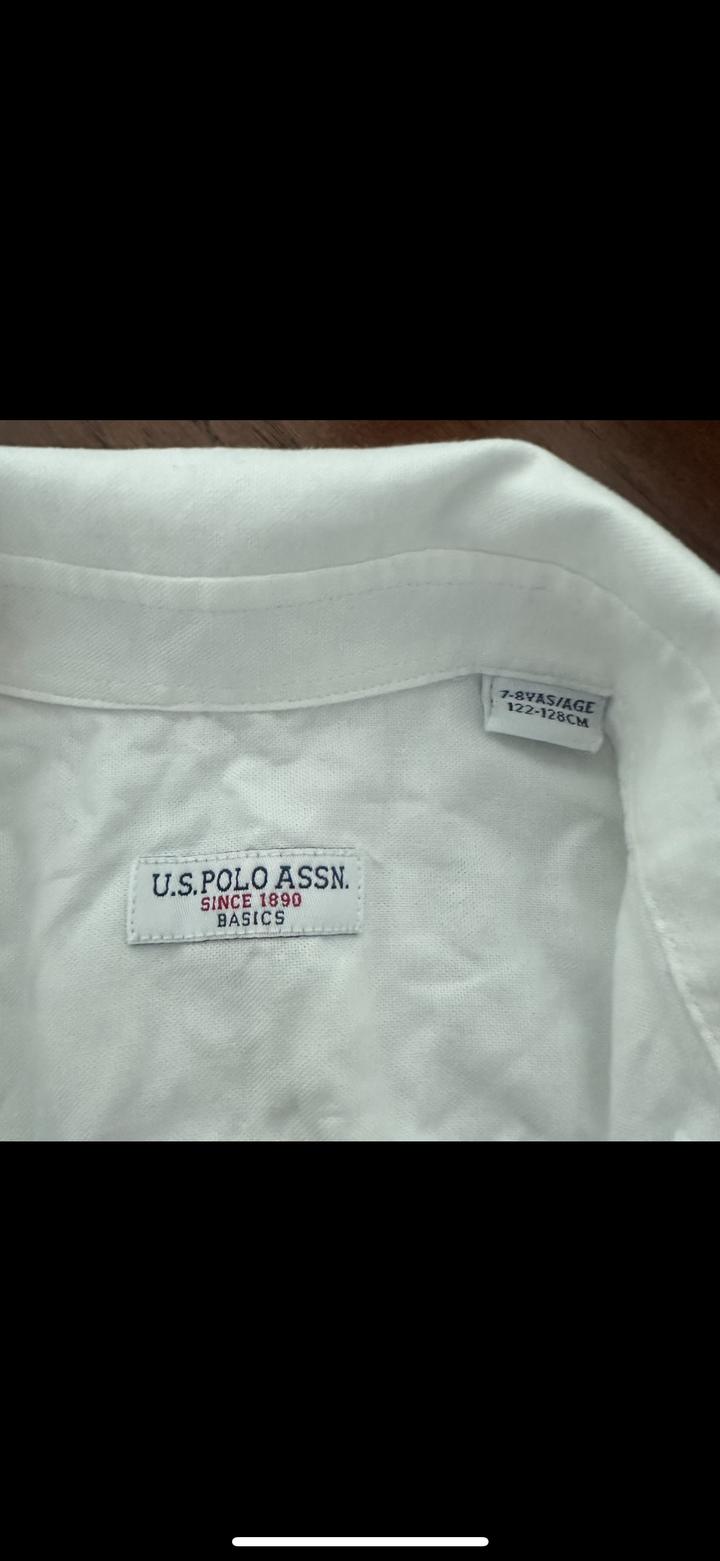 7-8YAS/AGE
122-128CM
U.S. POLO ASSN.
SINCE 1890
BASICS